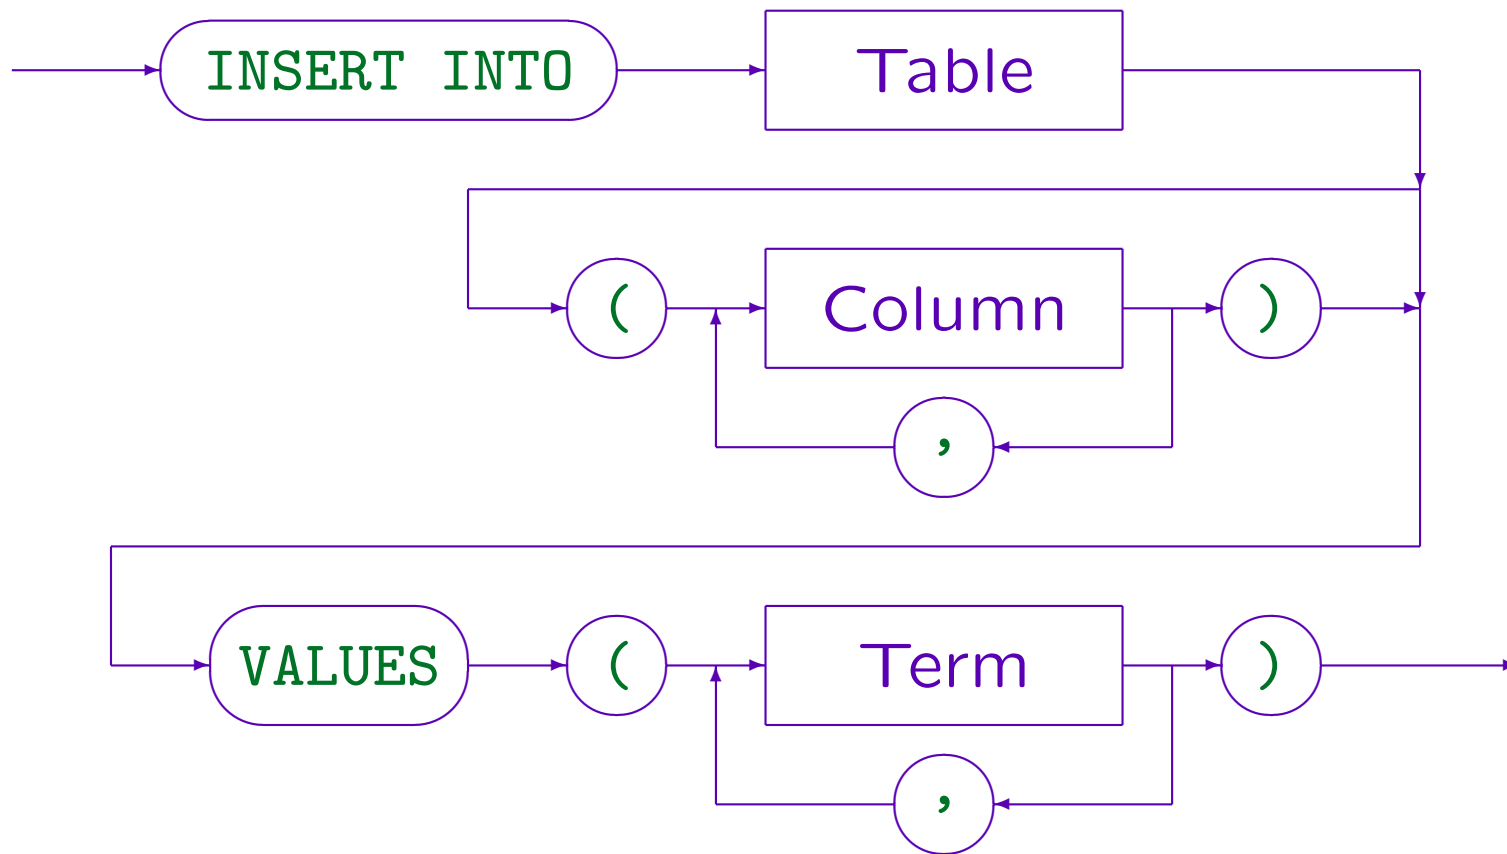 INSERT INTO Table
( Column )
,
VALUES ( Term )
,